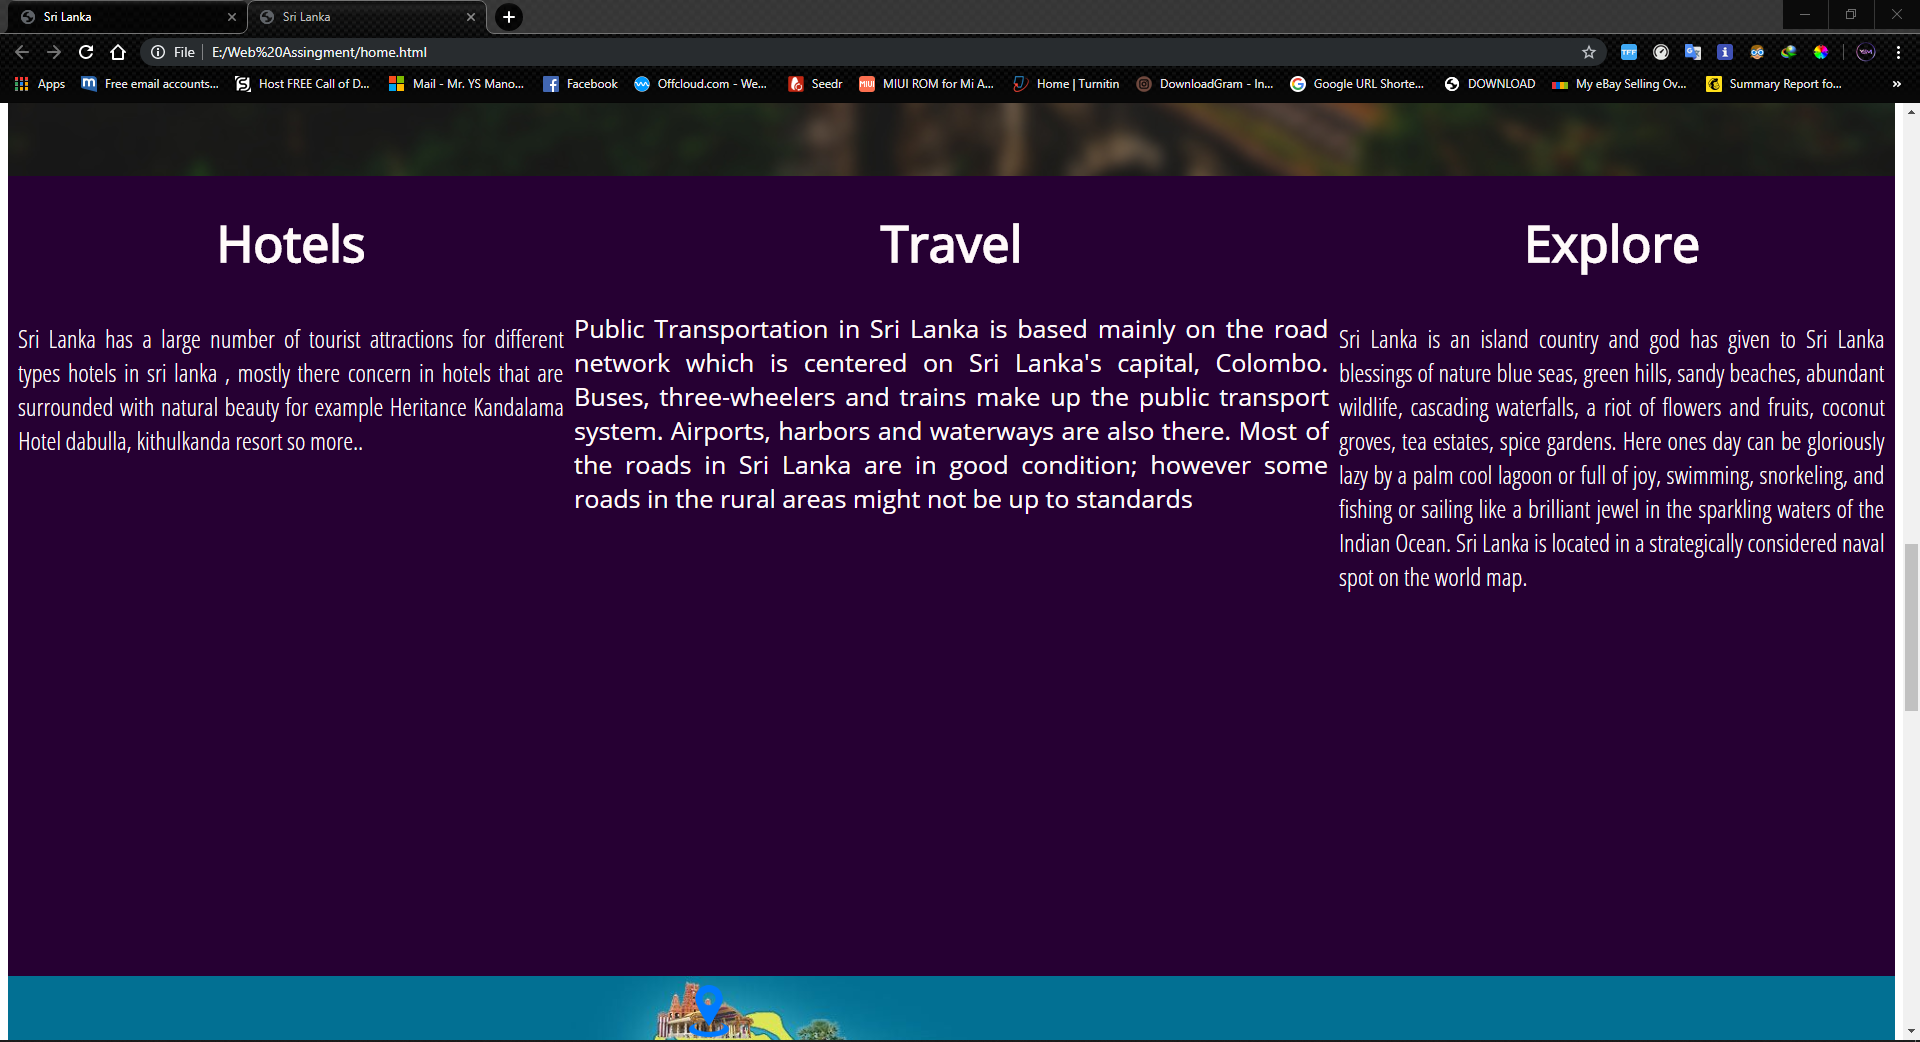 Sri Lanka
Sri Lanka
File
E:/Web%20Assingment/home.html
TFF
Apps
Free email accounts...
Host FREE Call of D...
Mail - Mr. YS Mano...
Facebook
Offcloud.com - We...
Seedr
MIUI ROM for Mi A...
Home | Turnitin
DownloadGram - In...
Google URL Shorte...
DOWNLOAD
My eBay Selling Ov...
Summary Report fo...
Hotels
Sri Lanka has a large number of tourist attractions for different
types hotels in sri lanka , mostly there concern in hotels that are
surrounded with natural beauty for example Heritance Kandalama
Hotel dabulla, kithulkanda resort so more..
Travel
Public Transportation in Sri Lanka is based mainly on the road
network which is centered on Sri Lanka's capital, Colombo.
Buses, three-wheelers and trains make up the public transport
system. Airports, harbors and waterways are also there. Most of
the roads in Sri Lanka are in good condition; however some
roads in the rural areas might not be up to standards
Explore
Sri Lanka is an island country and god has given to Sri Lanka
blessings of nature blue seas, green hills, sandy beaches, abundant
wildlife, cascading waterfalls, a riot of flowers and fruits, coconut
groves, tea estates, spice gardens. Here ones day can be gloriously
lazy by a palm cool lagoon or full of joy, swimming, snorkeling, and
fishing or sailing like a brilliant jewel in the sparkling waters of the
Indian Ocean. Sri Lanka is located in a strategically considered naval
spot on the world map.